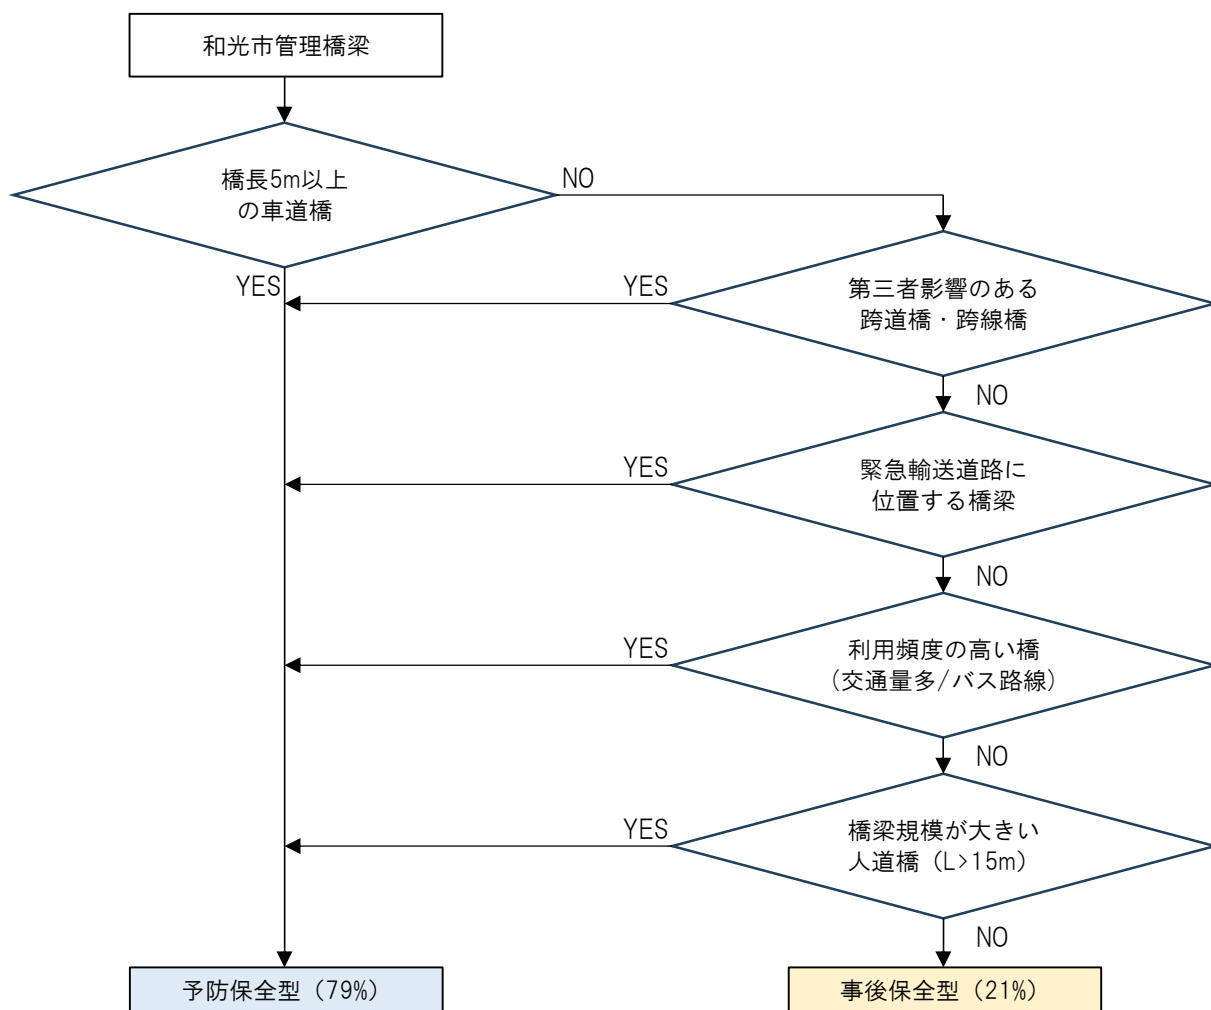 和光市管理橋梁
橋長5m以上
の車道橋
NO
YES
YES
第三者影響のある
跨道橋・跨線橋
NO
YES
緊急輸送道路に
位置する橋梁
NO
YES
利用頻度の高い橋
(交通量多/バス路線)
NO
YES
橋梁規模が大きい
人道橋（L>15m）
NO
予防保全型（79%）
事後保全型（21%）